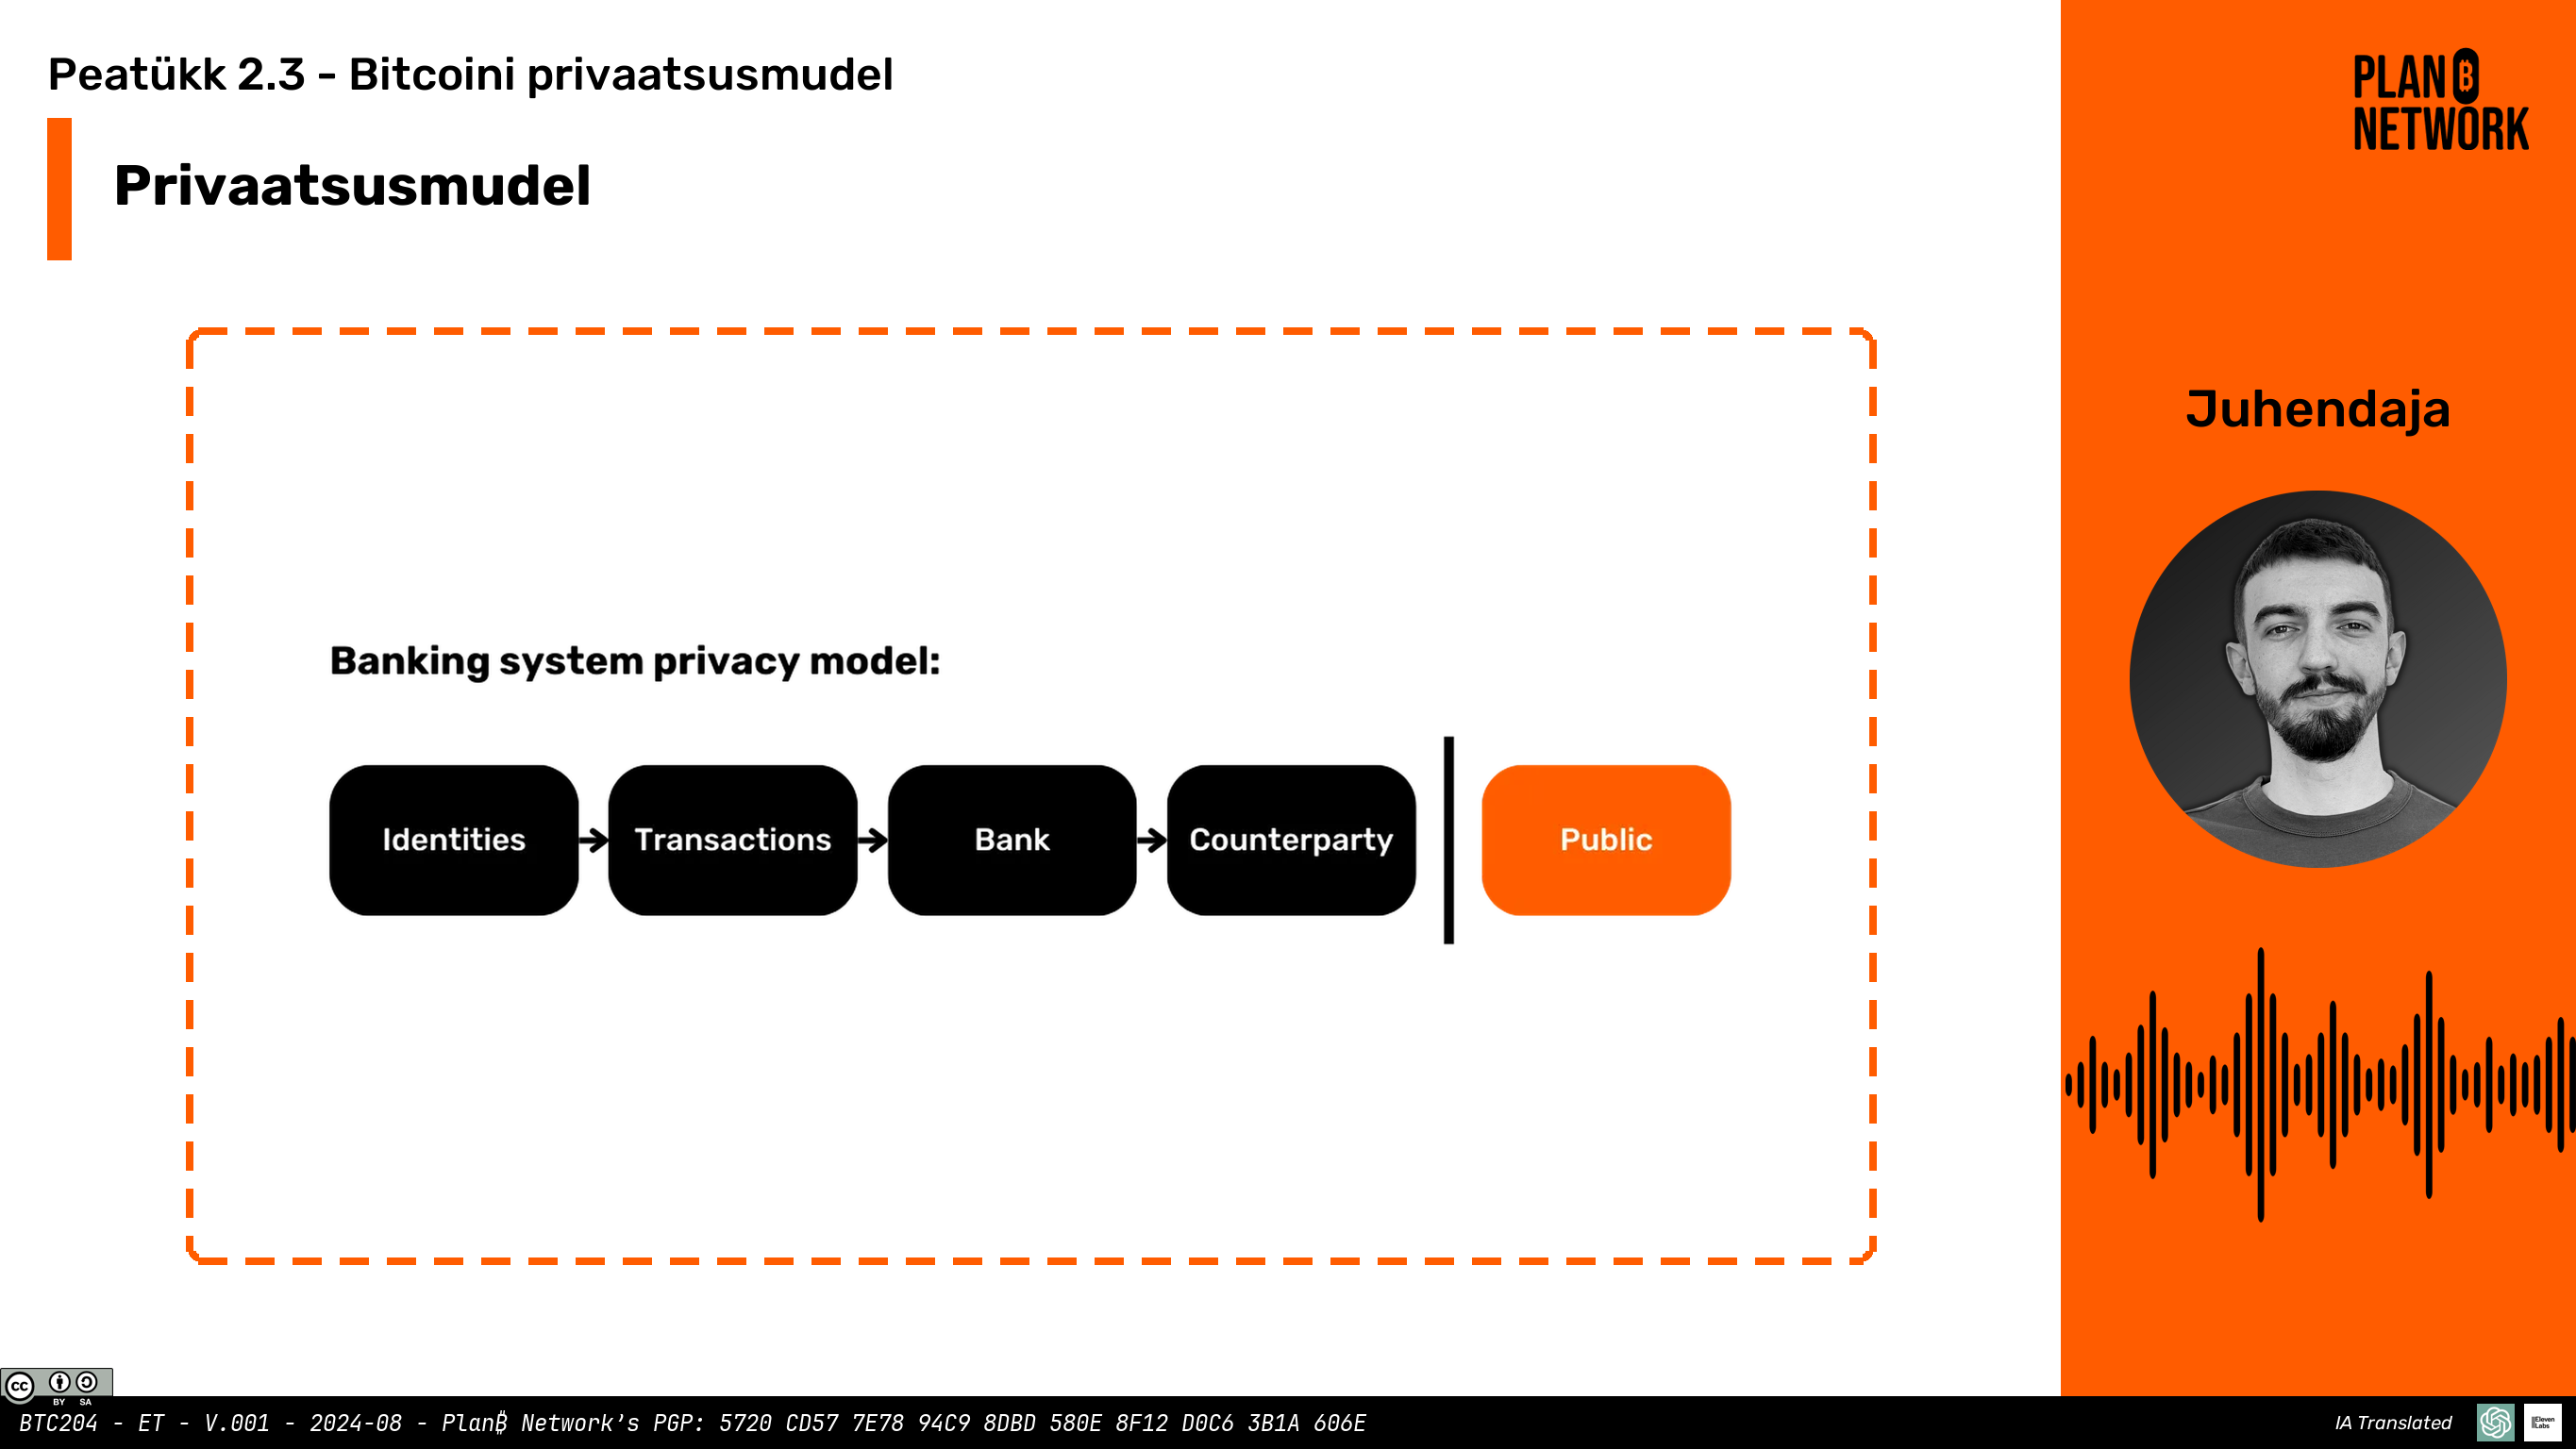 Peatükk 2.3 - Bitcoini privaatsusmudel
Privaatsusmudel
PLAN ₿
NETWORK
Juhendaja
Banking system privacy model:
Identities
Transactions
Bank
Counterparty
Public
CC BY SA
BTC204 - ET - V.001 - 2024-08 - Plan₿ Network's PGP: 5720 CD57 7E78 94C9 8DBD 580E 8F12 D0C6 3B1A 606E
IA Translated
IIElevenLabs